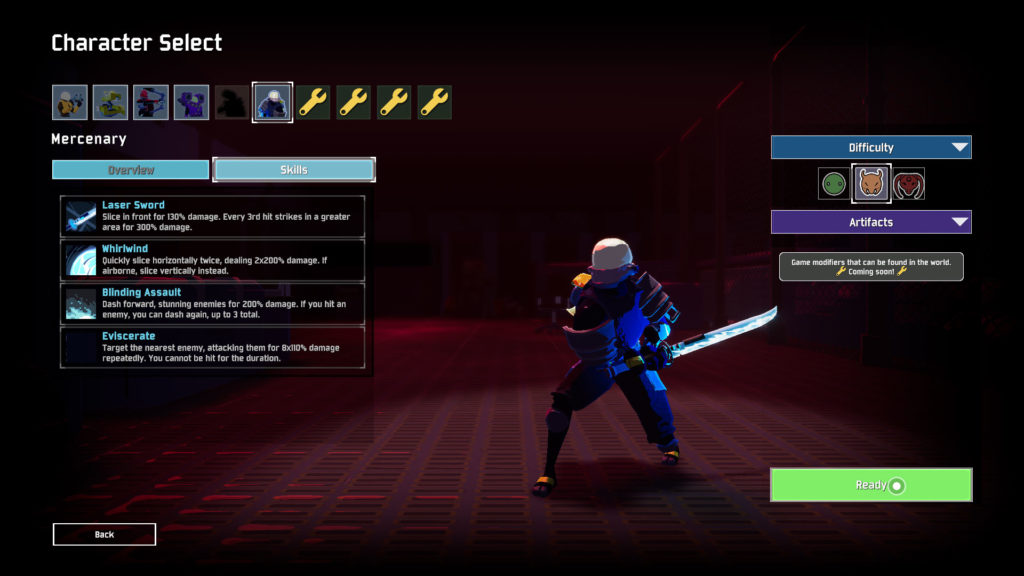 Character Select
Mercenary
Overview
Skills
Laser Sword
Slice in front for 130% damage. Every 3rd hit strikes in a greater
area for 300% damage.
Whirlwind
Quickly slice horizontally twice, dealing 2x200% damage. If
airborne, slice vertically instead.
Blinding Assault
Dash forward, stunning enemies for 200% damage. If you hit an
enemy, you can dash again, up to 3 total.
Eviscerate
Target the nearest enemy, attacking them for 8x110% damage
repeatedly. You cannot be hit for the duration.
Difficulty
Artifacts
Game modifiers that can be found in the world.
Coming soon!
Ready
Back